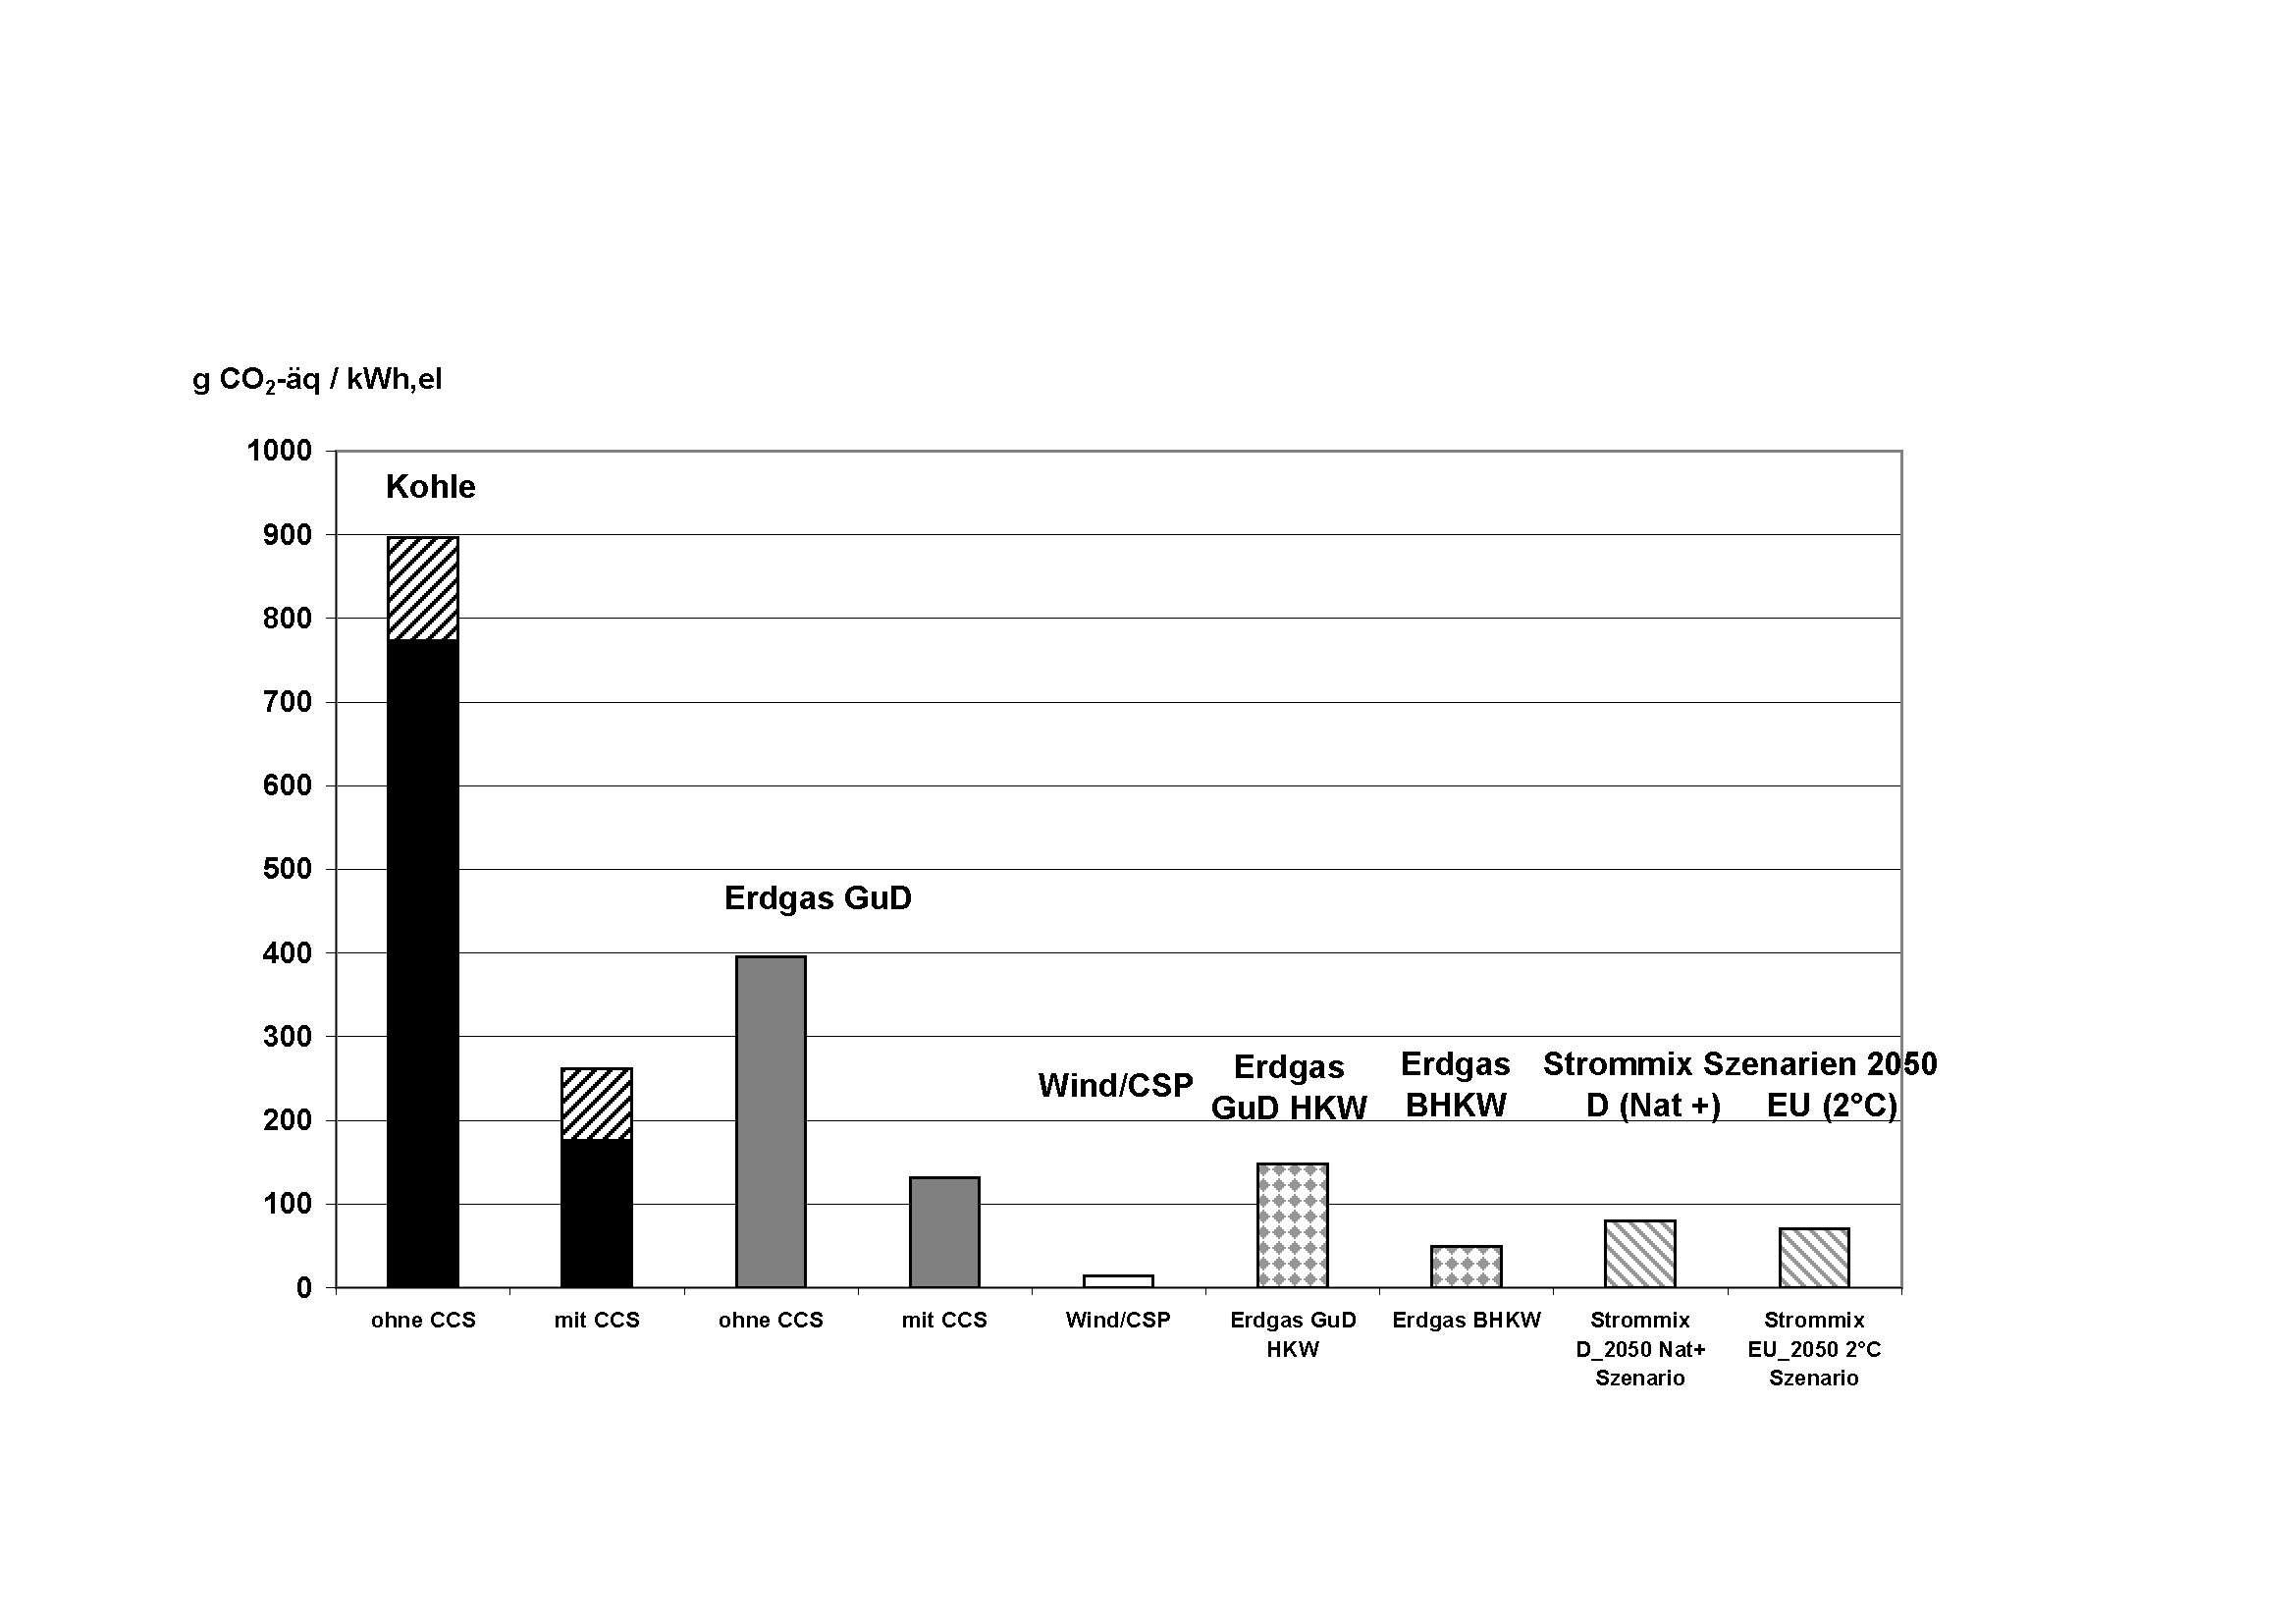 g CO₂-äq / kWh,el
1000
Kohle
900
800
700
600
500
Erdgas GuD
400
300
Wind/CSP
Erdgas
GuD HKW
Erdgas
BHKW
Strommix Szenarien 2050
D (Nat +) EU (2°C)
200
100
0
ohne CCS
mit CCS
ohne CCS
mit CCS
Wind/CSP
Erdgas GuD
HKW
Erdgas BHKW
Strommix
D_2050 Nat+
Szenario
Strommix
EU_2050 2°C
Szenario